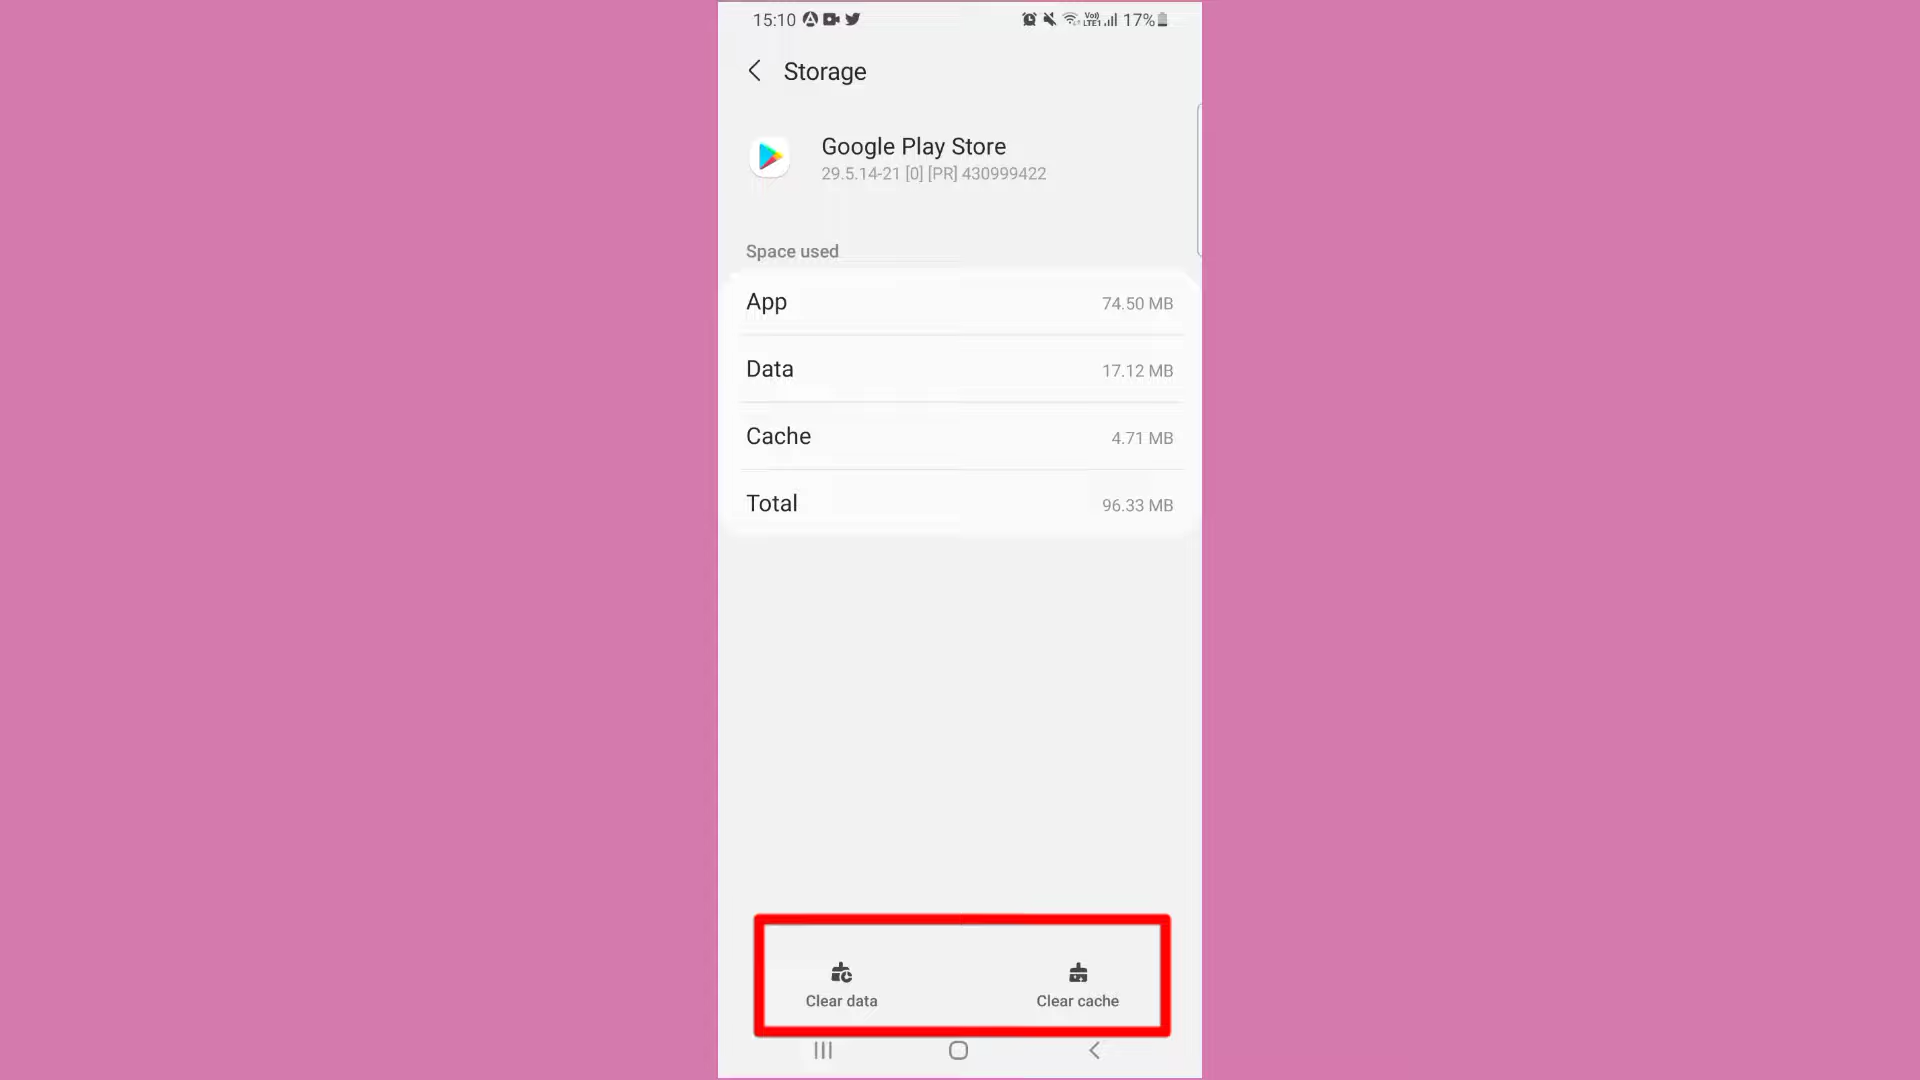 15:10 17%
Storage
Google Play Store
29.5.14-21 [0] [PR] 430999422
Space used
App 74.50 MB
Data 17.12 MB
Cache 4.71 MB
Total 96.33 MB
Clear data Clear cache